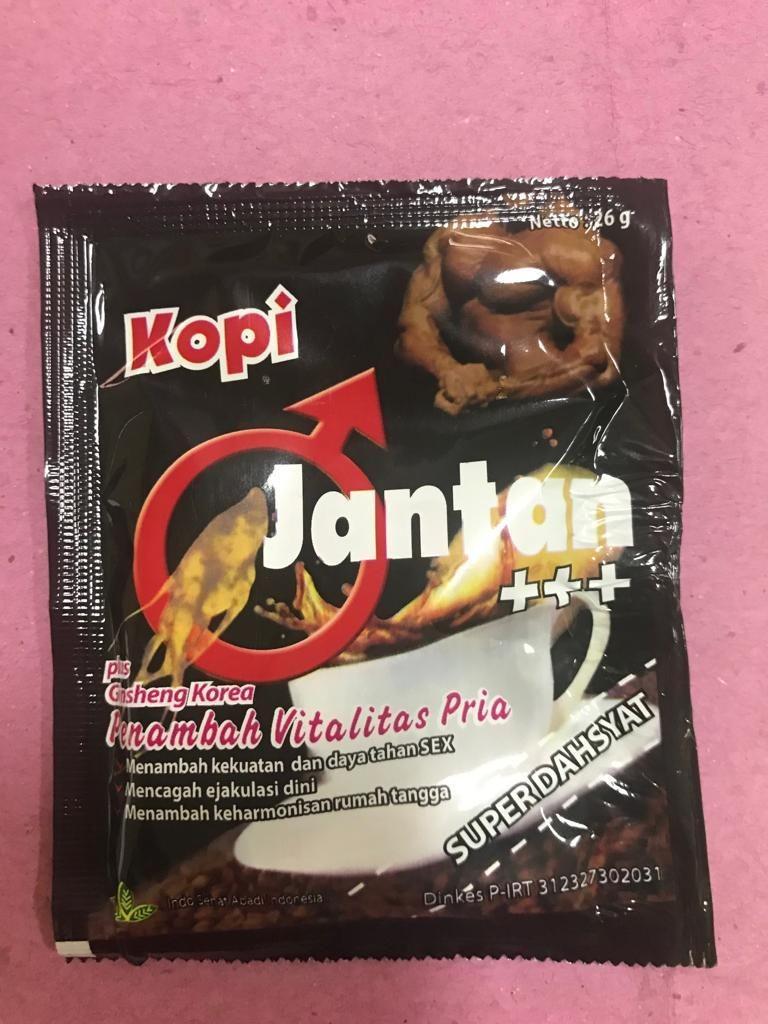 Netto : 26 g
Kopi
Jantan
+++
plus
Ginsheng Korea
Penambah Vitalitas Pria
Menambah kekuatan dan daya tahan SEX
Mencagah ejakulasi dini
Menambah keharmonisan rumah tangga
SUPER DAHSYAT
Indo Sehat Abadi Indonesia
Dinkes P-IRT 312327302031